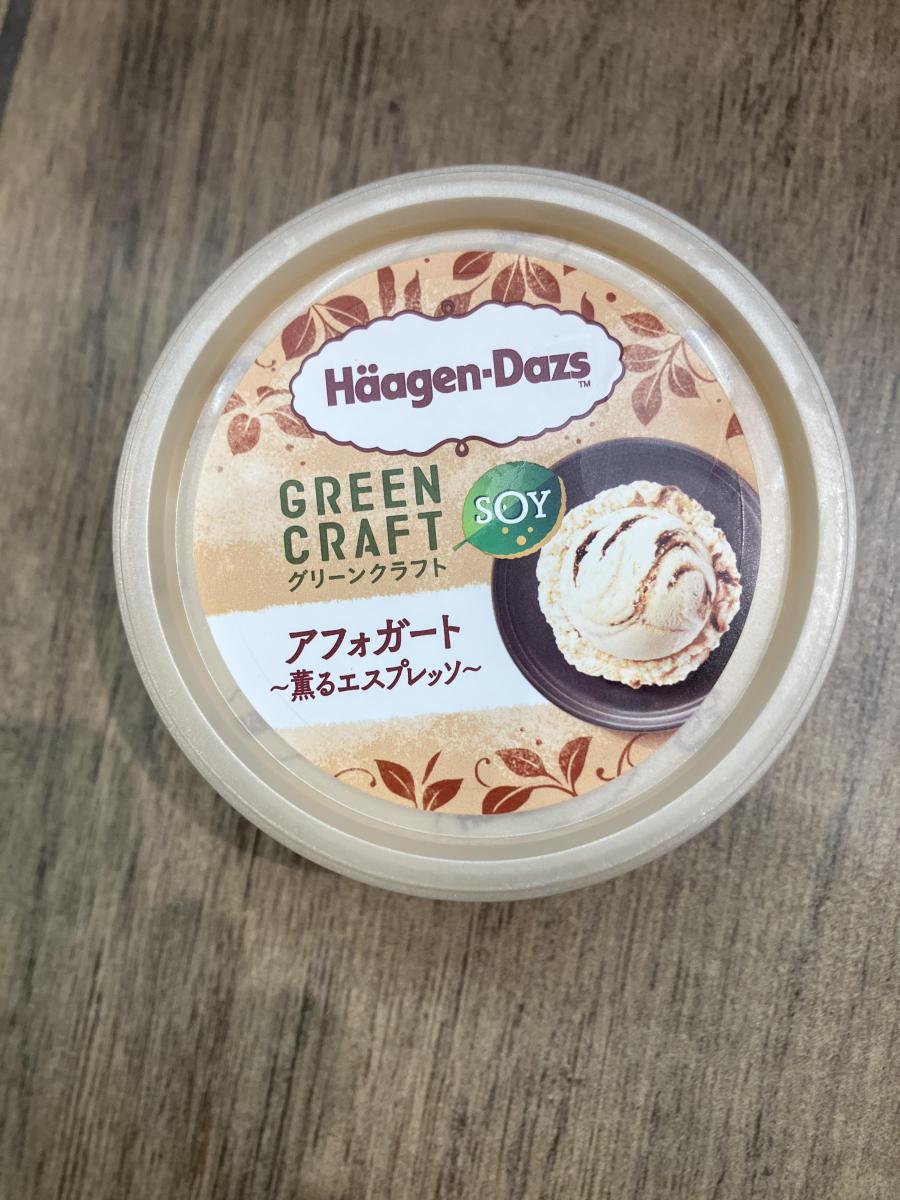 Häagen-Dazs
TM
GREEN
CRAFT
グリーンクラフト
SOY
アフォガート
~薫るエスプレッソ~